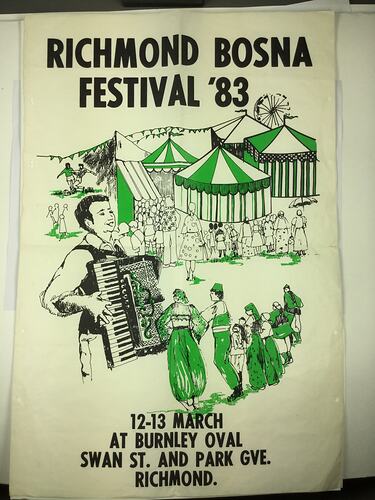 RICHMOND BOSNA
FESTIVAL '83
12-13 MARCH
AT BURNLEY OVAL
SWAN ST. AND PARK GVE.
RICHMOND.